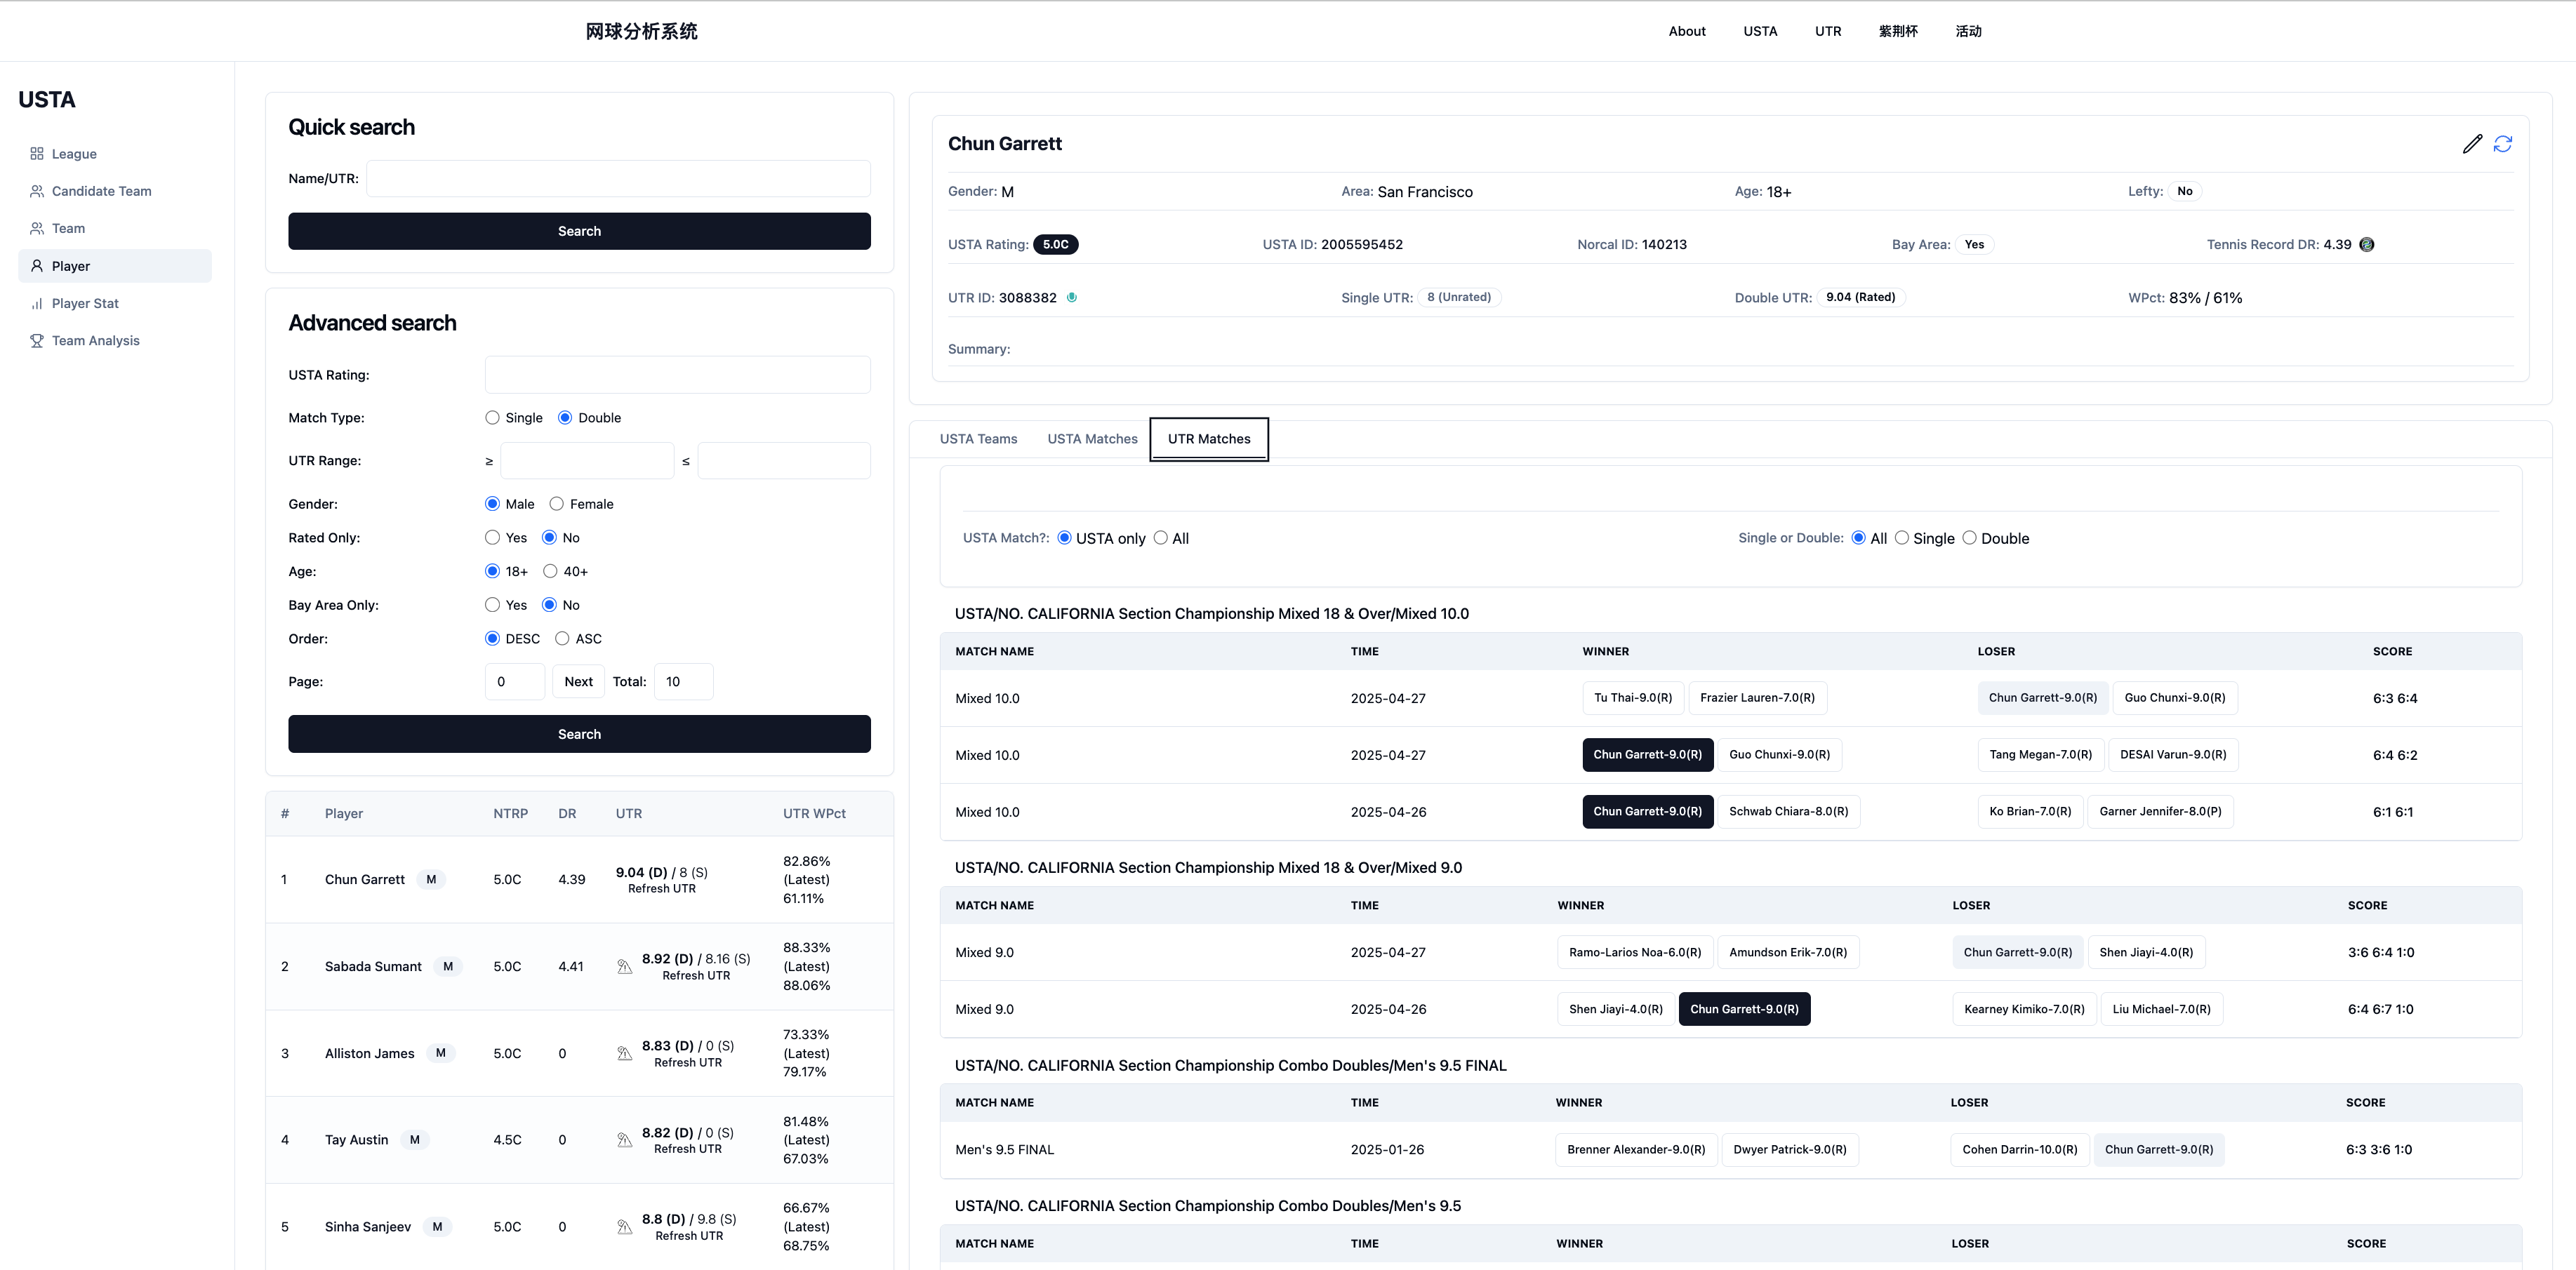 网球分析系统
About USTA UTR 紫荆杯 活动
USTA
League
Candidate Team
Team
Player
Player Stat
Team Analysis
Quick search
Name/UTR:
Search
Advanced search
USTA Rating:
Match Type: Single Double
UTR Range: ≥ ≤
Gender: Male Female
Rated Only: Yes No
Age: 18+ 40+
Bay Area Only: Yes No
Order: DESC ASC
Page: 0 Next Total: 10
Search
# Player NTRP DR UTR UTR WPct
1 Chun Garrett M 5.0C 4.39 9.04 (D) / 8 (S) Refresh UTR 82.86% (Latest) 61.11%
2 Sabada Sumant M 5.0C 4.41 8.92 (D) / 8.16 (S) Refresh UTR 88.33% (Latest) 88.06%
3 Alliston James M 5.0C 0 8.83 (D) / 0 (S) Refresh UTR 73.33% (Latest) 79.17%
4 Tay Austin M 4.5C 0 8.82 (D) / 0 (S) Refresh UTR 81.48% (Latest) 67.03%
5 Sinha Sanjeev M 5.0C 0 8.8 (D) / 9.8 (S) Refresh UTR 66.67% (Latest) 68.75%
Chun Garrett
Gender: M Area: San Francisco Age: 18+ Lefty: No
USTA Rating: 5.0C USTA ID: 2005595452 Norcal ID: 140213 Bay Area: Yes Tennis Record DR: 4.39
UTR ID: 3088382 Single UTR: 8 (Unrated) Double UTR: 9.04 (Rated) WPct: 83% / 61%
Summary:
USTA Teams USTA Matches UTR Matches
USTA Match?: USTA only All Single or Double: All Single Double
USTA/NO. CALIFORNIA Section Championship Mixed 18 & Over/Mixed 10.0
MATCH NAME TIME WINNER LOSER SCORE
Mixed 10.0 2025-04-27 Tu Thai-9.0(R) Frazier Lauren-7.0(R) Chun Garrett-9.0(R) Guo Chunxi-9.0(R) 6:3 6:4
Mixed 10.0 2025-04-27 Chun Garrett-9.0(R) Guo Chunxi-9.0(R) Tang Megan-7.0(R) DESAI Varun-9.0(R) 6:4 6:2
Mixed 10.0 2025-04-26 Chun Garrett-9.0(R) Schwab Chiara-8.0(R) Ko Brian-7.0(R) Garner Jennifer-8.0(P) 6:1 6:1
USTA/NO. CALIFORNIA Section Championship Mixed 18 & Over/Mixed 9.0
MATCH NAME TIME WINNER LOSER SCORE
Mixed 9.0 2025-04-27 Ramo-Larios Noa-6.0(R) Amundson Erik-7.0(R) Chun Garrett-9.0(R) Shen Jiayi-4.0(R) 3:6 6:4 1:0
Mixed 9.0 2025-04-26 Shen Jiayi-4.0(R) Chun Garrett-9.0(R) Kearney Kimiko-7.0(R) Liu Michael-7.0(R) 6:4 6:7 1:0
USTA/NO. CALIFORNIA Section Championship Combo Doubles/Men's 9.5 FINAL
MATCH NAME TIME WINNER LOSER SCORE
Men's 9.5 FINAL 2025-01-26 Brenner Alexander-9.0(R) Dwyer Patrick-9.0(R) Cohen Darrin-10.0(R) Chun Garrett-9.0(R) 6:3 3:6 1:0
USTA/NO. CALIFORNIA Section Championship Combo Doubles/Men's 9.5
MATCH NAME TIME WINNER LOSER SCORE